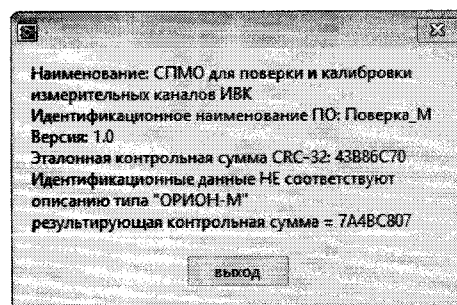 Наименование: СПМО для поверки и калибровки
измерительных каналов ИВК
Идентификационное наименование ПО: Поверка_М
Версия: 1.0
Эталонная контрольная сумма CRC-32: 43B86C70
Идентификационные данные НЕ соответствуют
описанию типа "ОРИОН-М"
результирующая контрольная сумма = 7A4BC807
выход